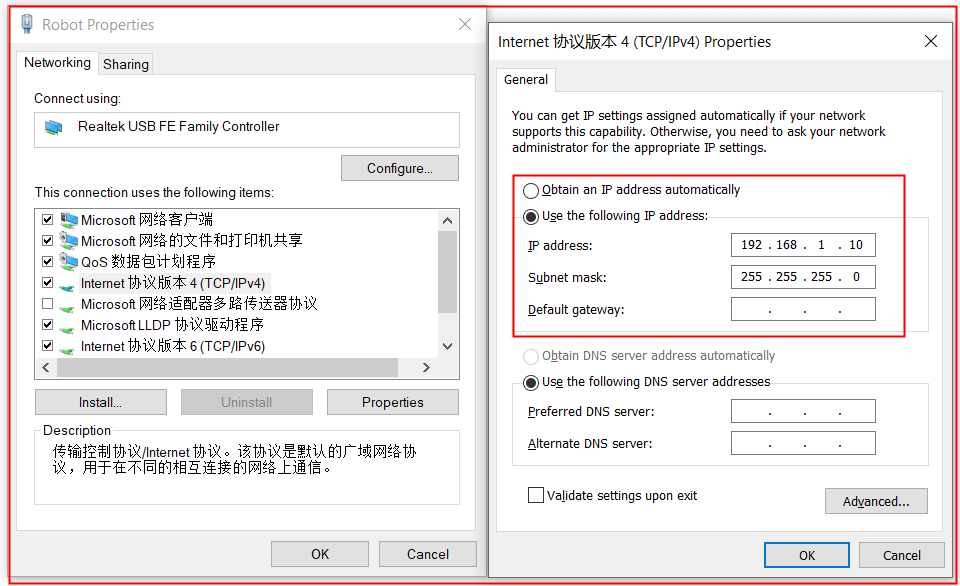 Robot Properties
Networking
Sharing
Connect using:
Realtek USB FE Family Controller
Configure...
This connection uses the following items:
Microsoft 网络客户端
Microsoft 网络的文件和打印机共享
QoS 数据包计划程序
Internet 协议版本 4 (TCP/IPv4)
Microsoft 网络适配器多路传送器协议
Microsoft LLDP 协议驱动程序
Internet 协议版本 6 (TCP/IPv6)
Install...
Uninstall
Properties
Description
传输控制协议/Internet 协议。该协议是默认的广域网络协
议，用于在不同的相互连接的网络上通信。
OK
Cancel
Internet 协议版本 4 (TCP/IPv4) Properties
General
You can get IP settings assigned automatically if your network
supports this capability. Otherwise, you need to ask your network
administrator for the appropriate IP settings.
Obtain an IP address automatically
Use the following IP address:
IP address:
192 . 168 . 1 . 10
Subnet mask:
255 . 255 . 255 . 0
Default gateway:
. . .
Obtain DNS server address automatically
Use the following DNS server addresses
Preferred DNS server:
. . .
Alternate DNS server:
. . .
Validate settings upon exit
Advanced...
OK
Cancel